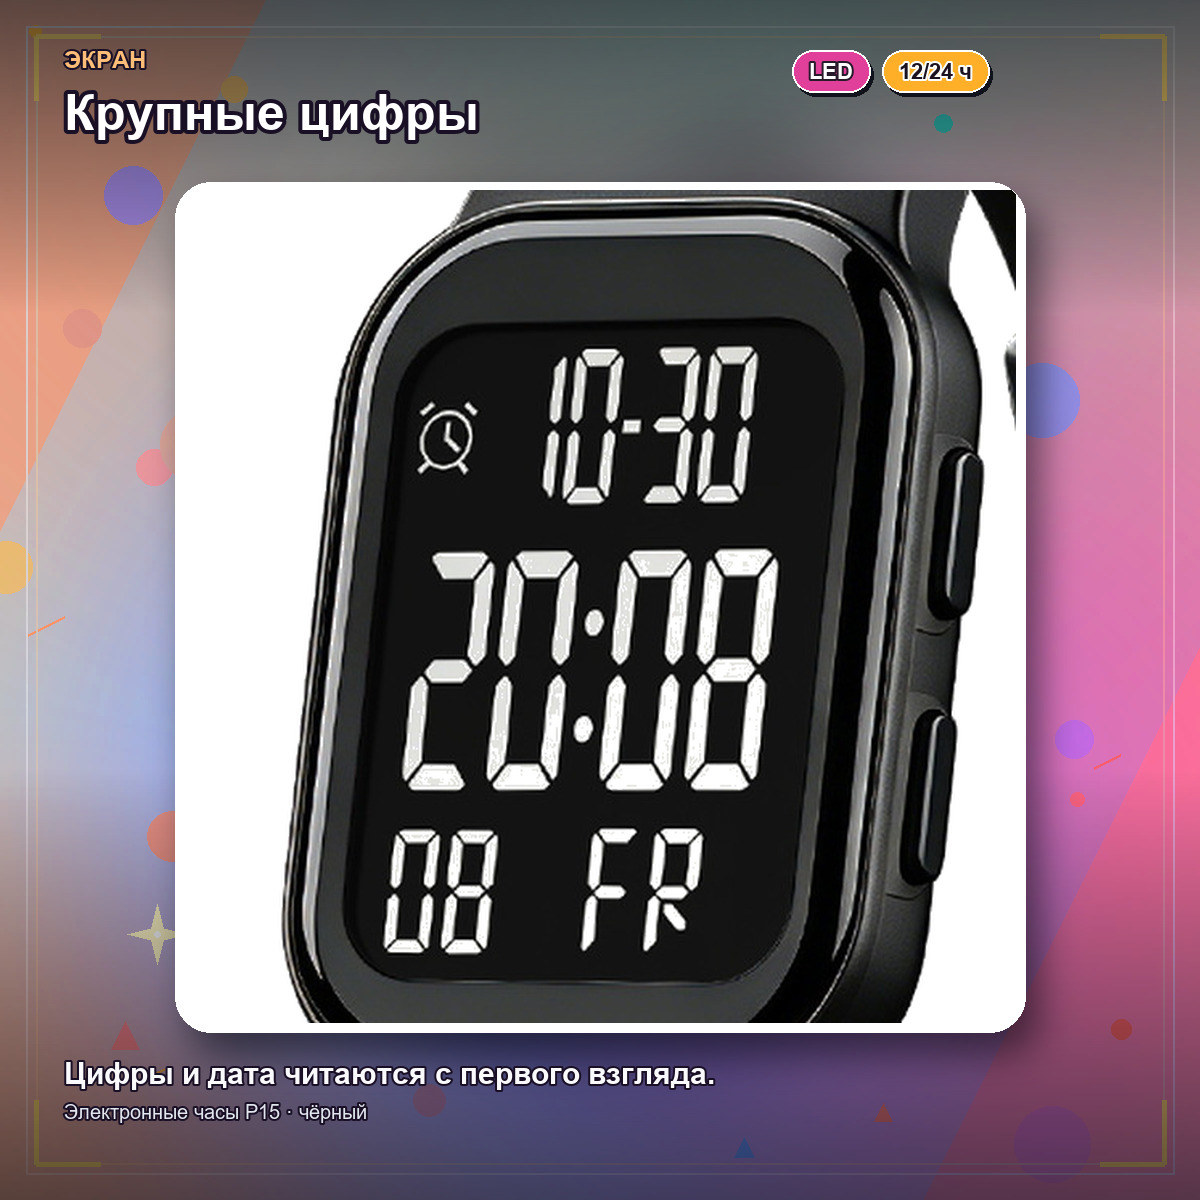 ЭКРАН
LED
12/24 ч
Крупные цифры
10-30
20:08
08 FR
Цифры и дата читаются с первого взгляда.
Электронные часы P15 · чёрный